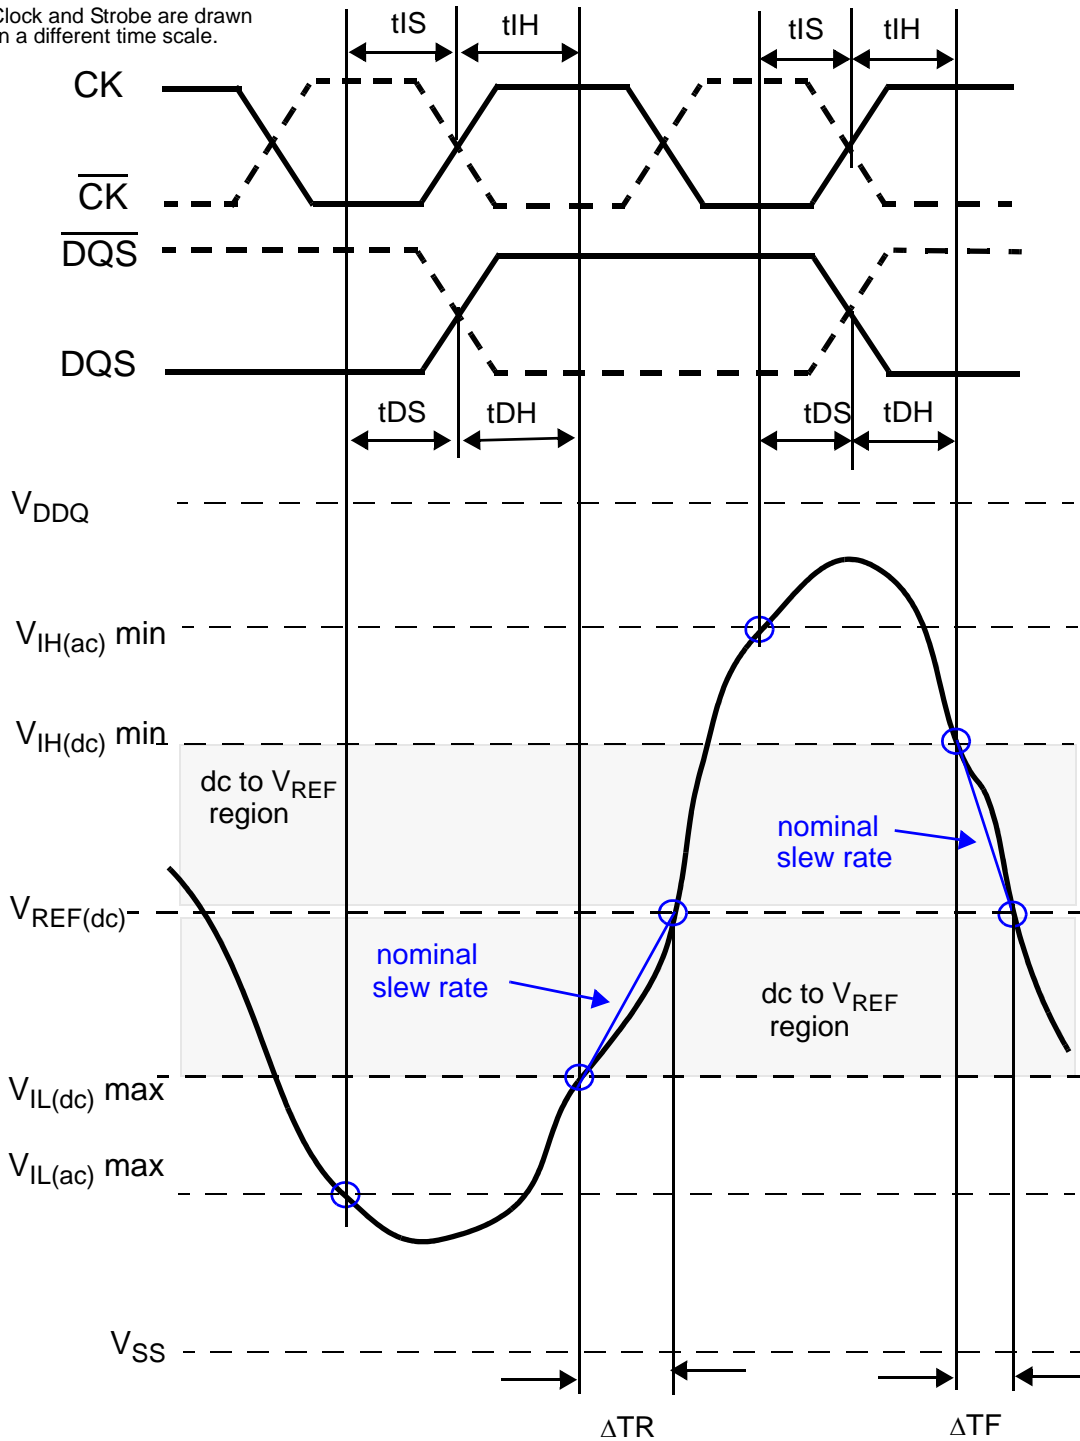 Clock and Strobe are drawn
n a different time scale.
tIS
tIH
tIS
tIH
CK
CK
DQS
DQS
tDS
tDH
tDS
tDH
VDDQ
VIH(ac) min
VIH(dc) min
dc to VREF
region
nominal
slew rate
VREF(dc)
nominal
slew rate
dc to VREF
region
VIL(dc) max
VIL(ac) max
VSS
ΔTR
ΔTF